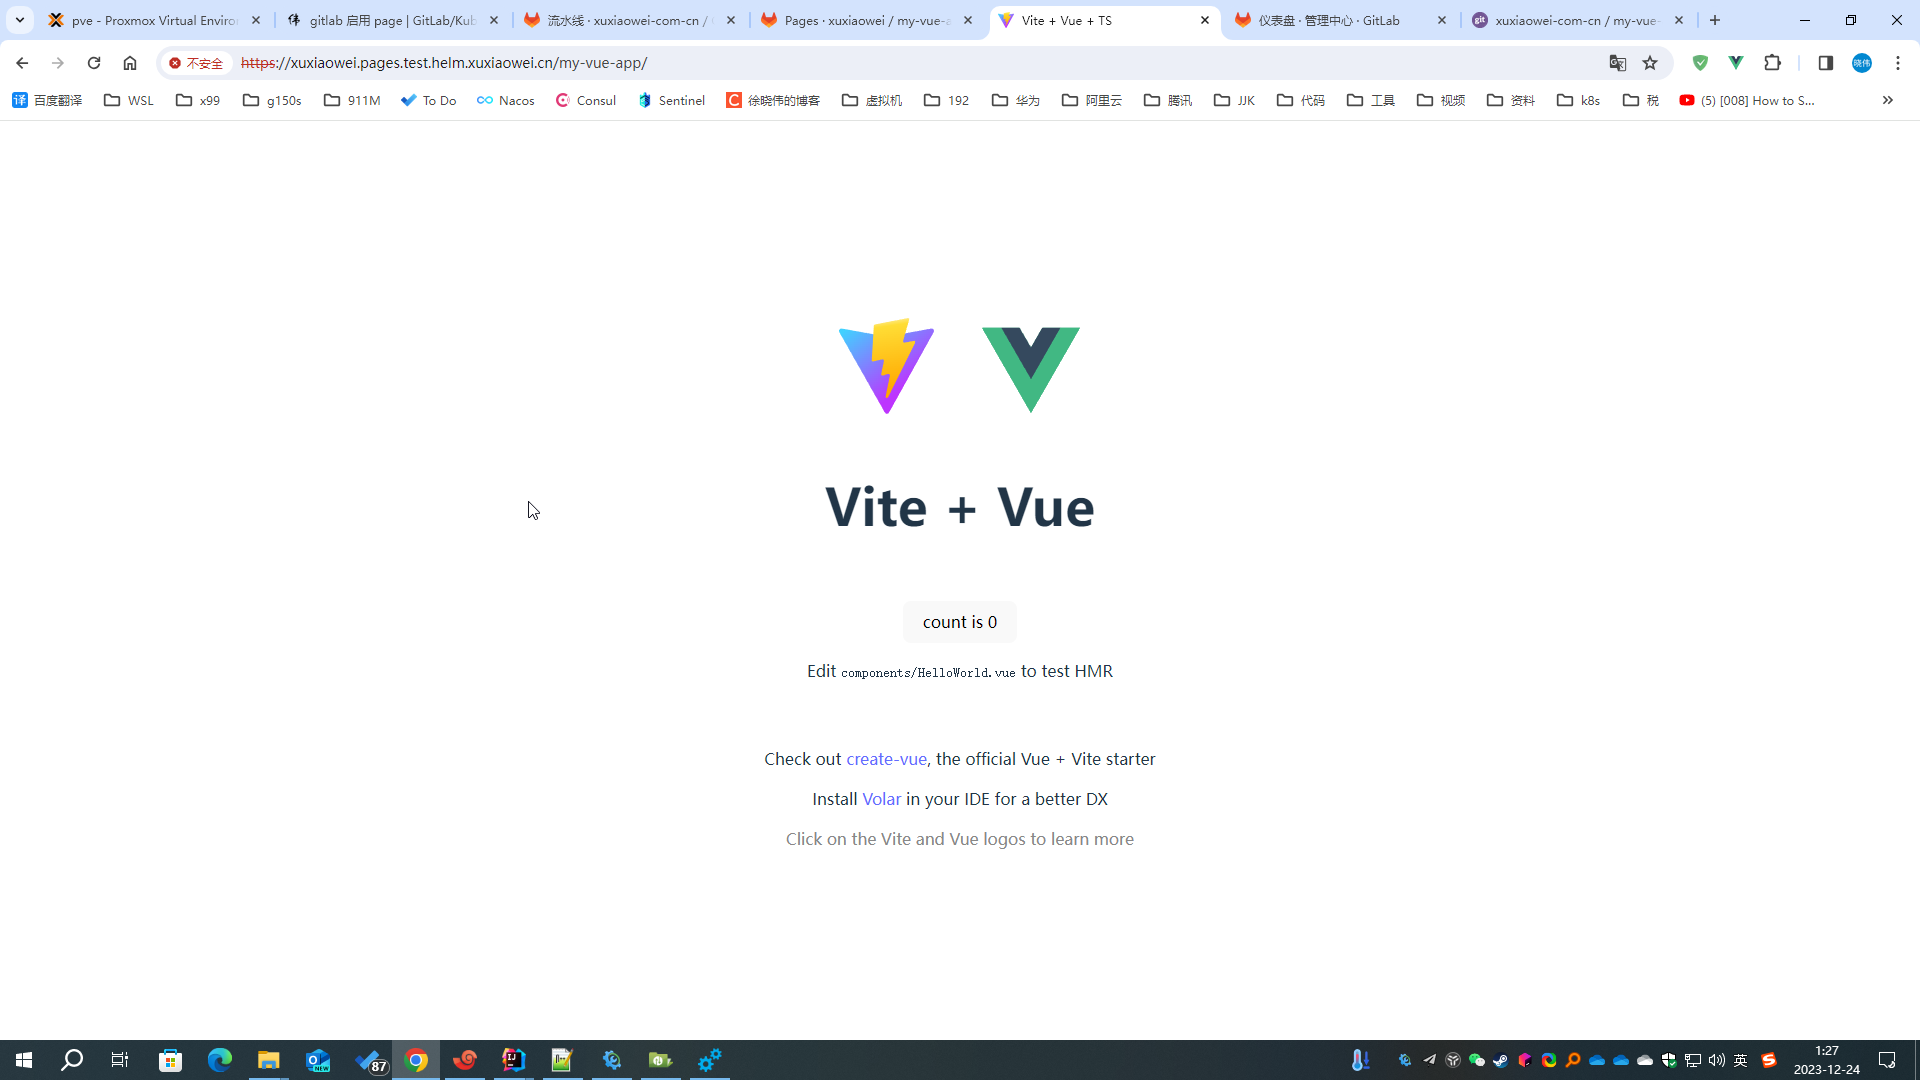 pve - Proxmox Virtual Enviro
gitlab 启用 page | GitLab/Kub
流水线 · xuxiaowei-com-cn /
Pages · xuxiaowei / my-vue-a
Vite + Vue + TS
仪表盘 · 管理中心 · GitLab
xuxiaowei-com-cn / my-vue-
不安全 https://xuxiaowei.pages.test.helm.xuxiaowei.cn/my-vue-app/
晓伟
译 百度翻译 WSL x99 g150s 911M To Do Nacos Consul Sentinel C 徐晓伟的博客 虚拟机 192 华为 阿里云 腾讯 JJK 代码 工具 视频 资料 k8s 税 (5) [008] How to S...
Vite + Vue
count is 0
Edit components/HelloWorld.vue to test HMR
Check out create-vue, the official Vue + Vite starter
Install Volar in your IDE for a better DX
Click on the Vite and Vue logos to learn more
NEW
87
英
1:27
2023-12-24